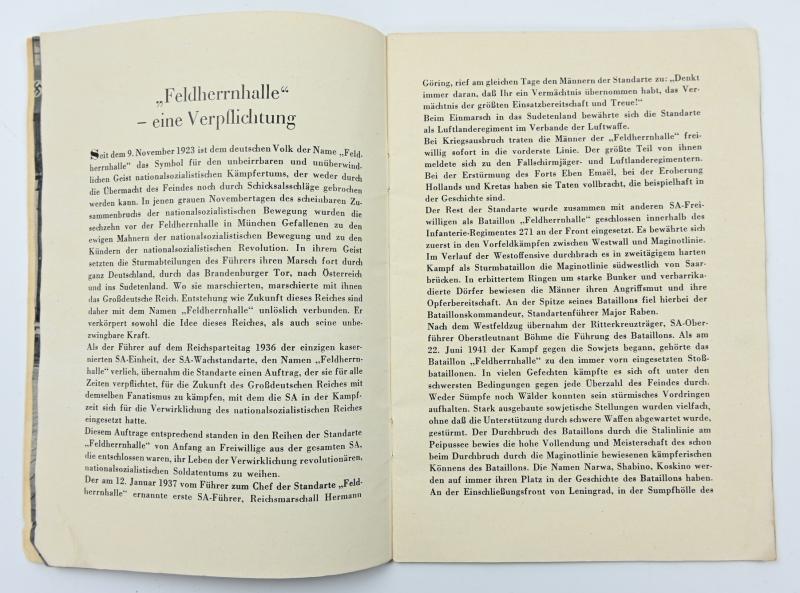 „Feldherrnhalle“
– eine Verpflichtung
Seit dem 9. November 1923 ist dem deutschen Volk der Name „Feld-
herrnhalle“ das Symbol für den unbeirrbaren und unüberwind-
lichen Geist nationalsozialistischen Kämpfertums, der weder durch
die Übermacht des Feindes noch durch Schicksalsschläge gebrochen
werden kann. In jenen grauen Novembertagen des scheinbaren Zu-
sammenbruchs der nationalsozialistischen Bewegung wurden die
sechzehn vor der Feldherrnhalle in München Gefallenen zu den
ewigen Mahnern der nationalsozialistischen Bewegung und zu den
Kündern der nationalsozialistischen Revolution. In ihrem Geist
setzten die Sturmabteilungen des Führers ihren Marsch fort durch
ganz Deutschland, durch das Brandenburger Tor, nach Österreich
und ins Sudetenland. Wo sie marschierten, marschierte mit ihnen
das Großdeutsche Reich. Entstehung wie Zukunft dieses Reiches sind
daher mit dem Namen „Feldherrnhalle“ unlöslich verbunden. Er
verkörpert sowohl die Idee dieses Reiches, als auch seine unbe-
zwingbare Kraft.
Als der Führer auf dem Reichsparteitag 1936 der einzigen kaser-
nierten SA-Einheit, der SA-Wachstandarte, den Namen „Feldherrn-
halle“ verlieh, übernahm die Standarte einen Auftrag, der sie für alle
Zeiten verpflichtet, für die Zukunft des Großdeutschen Reiches mit
demselben Fanatismus zu kämpfen, mit dem die SA in der Kampf-
zeit sich für die Verwirklichung des nationalsozialistischen Reiches
eingesetzt hatte.
Diesem Auftrage entsprechend standen in den Reihen der Standarte
„Feldherrnhalle“ von Anfang an Freiwillige aus der gesamten SA,
die entschlossen waren, ihr Leben der Verwirklichung revolutionären,
nationalsozialistischen Soldatentums zu weihen.
Der am 12. Januar 1937 vom Führer zum Chef der Standarte „Feld-
herrnhalle“ ernannte erste SA-Führer, Reichsmarschall Hermann
Göring, rief am gleichen Tage den Männern der Standarte zu: „Denkt
immer daran, daß Ihr ein Vermächtnis übernommen habt, das Ver-
mächtnis der größten Einsatzbereitschaft und Treue!“
Beim Einmarsch in das Sudetenland bewährte sich die Standarte
als Luftlanderegiment im Verbande der Luftwaffe.
Bei Kriegsausbruch traten die Männer der „Feldherrnhalle“ frei-
willig sofort in die vorderste Linie. Der größte Teil von ihnen
meldete sich zu den Fallschirmjäger- und Luftlanderegimentern.
Bei der Erstürmung des Forts Eben Emaël, bei der Eroberung
Hollands und Kretas haben sie Taten vollbracht, die beispielhaft in
der Geschichte sind.
Der Rest der Standarte wurde zusammen mit anderen SA-Frei-
willigen als Bataillon „Feldherrnhalle“ geschlossen innerhalb des
Infanterie-Regimentes 271 an der Front eingesetzt. Es bewährte sich
zuerst in den Vorfeldkämpfen zwischen Westwall und Maginotlinie.
Im Verlauf der Westoffensive durchbrach es in zweitägigem harten
Kampf als Sturmbataillon die Maginotlinie südwestlich von Saar-
brücken. In erbittertem Ringen um starke Bunker und verbarrika-
dierte Dörfer bewiesen die Männer ihren Angriffsmut und ihre
Opferbereitschaft. An der Spitze seines Bataillons fiel hierbei der
Bataillonskommandeur, Standartenführer Major Raben.
Nach dem Westfeldzug übernahm der Ritterkreuzträger, SA-Ober-
führer Oberstleutnant Böhme die Führung des Bataillons. Als am
22. Juni 1941 der Kampf gegen die Sowjets begann, gehörte das
Bataillon „Feldherrnhalle“ zu den immer vorn eingesetzten Stoß-
bataillonen. In vielen Gefechten kämpfte es sich oft unter den
schwersten Bedingungen gegen jede Überzahl des Feindes durch.
Weder Sümpfe noch Wälder konnten sein stürmisches Vordringen
aufhalten. Stark ausgebaute sowjetische Stellungen wurden vielfach,
ohne daß die Unterstützung durch schwere Waffen abgewartet wurde,
gestürmt. Der Durchbruch des Bataillons durch die Stalinlinie am
Peipussee bewies die hohe Vollendung und Meisterschaft des schon
beim Durchbruch durch die Maginotlinie bewiesenen kämpferischen
Könnens des Bataillons. Die Namen Narwa, Shabino, Koskino wer-
den auf immer ihren Platz in der Geschichte des Bataillons haben.
An der Einschließungsfront von Leningrad, in der Sumpfhölle des